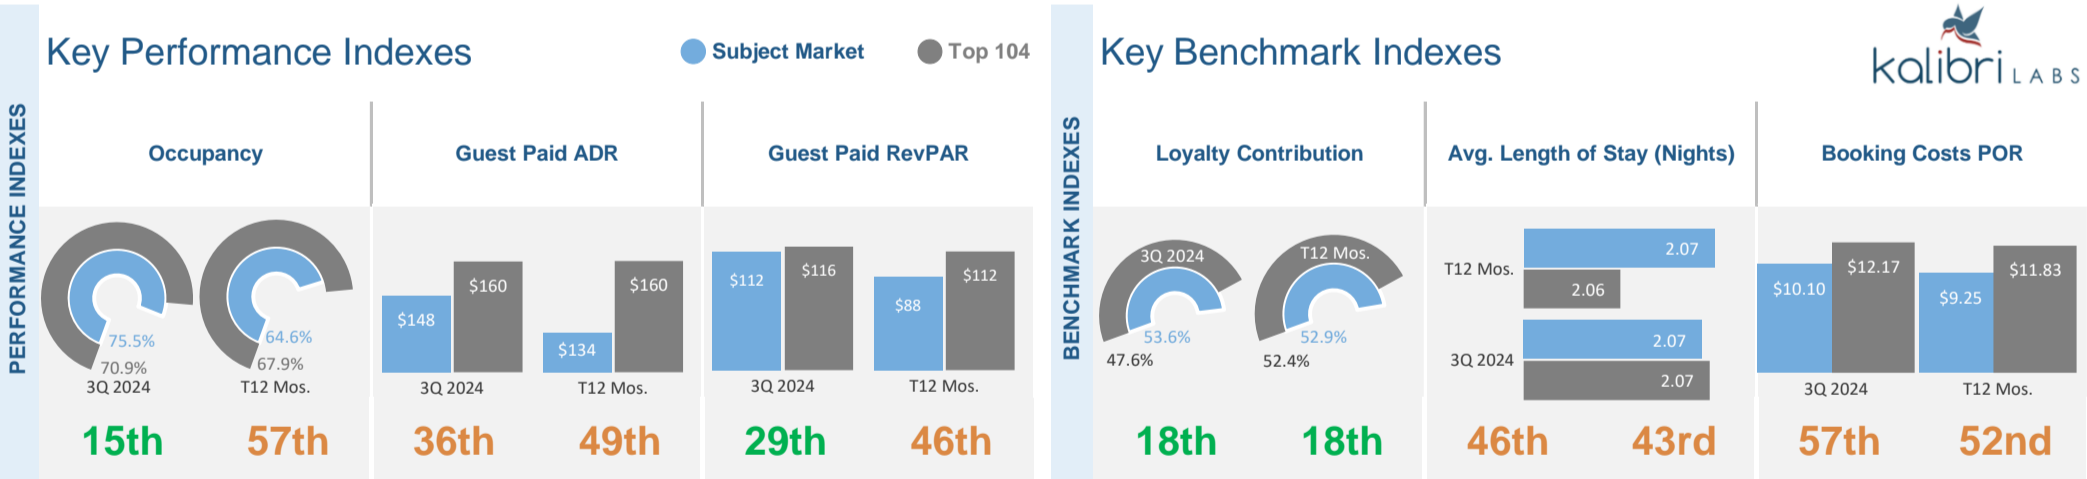 PERFORMANCE INDEXES
Key Performance Indexes
Subject Market
Top 104
Occupancy
Guest Paid ADR
Guest Paid RevPAR
75.5%
70.9%
3Q 2024
64.6%
67.9%
T12 Mos.
$148
$160
3Q 2024
$134
$160
T12 Mos.
$112
$116
3Q 2024
$88
$112
T12 Mos.
15th
57th
36th
49th
29th
46th
BENCHMARK INDEXES
Key Benchmark Indexes
kalibri LABS
Loyalty Contribution
Avg. Length of Stay (Nights)
Booking Costs POR
3Q 2024
53.6%
47.6%
T12 Mos.
52.9%
52.4%
T12 Mos.
2.07
2.06
3Q 2024
2.07
2.07
$10.10
$12.17
3Q 2024
$9.25
$11.83
T12 Mos.
18th
18th
46th
43rd
57th
52nd